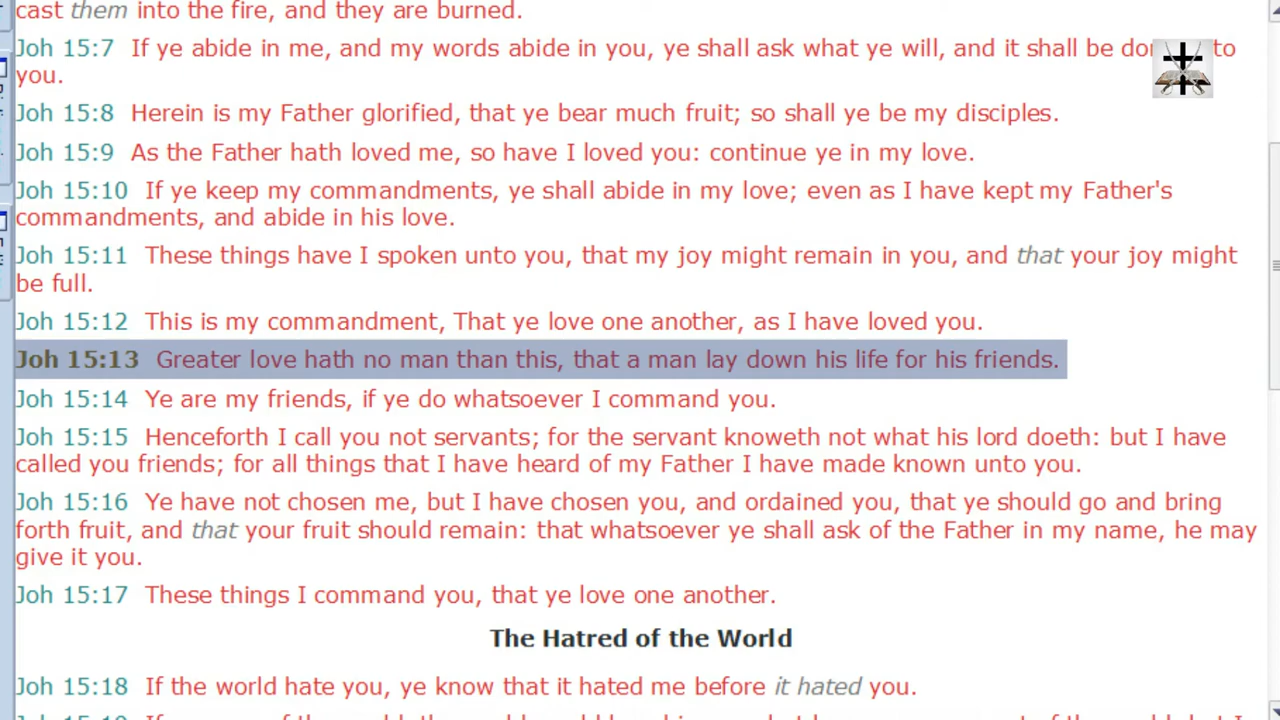 cast them into the fire, and they are burned.
Joh 15:7 If ye abide in me, and my words abide in you, ye shall ask what ye will, and it shall be to
you.
Joh 15:8 Herein is my Father glorified, that ye bear much fruit; so shall ye be my disciples.
Joh 15:9 As the Father hath loved me, so have I loved you: continue ye in my love.
Joh 15:10 If ye keep my commandments, ye shall abide in my love; even as I have kept my Father's
commandments, and abide in his love.
Joh 15:11 These things have I spoken unto you, that my joy might remain in you, and that your joy might
be full.
Joh 15:12 This is my commandment, That ye love one another, as I have loved you.
Joh 15:13 Greater love hath no man than this, that a man lay down his life for his friends.
Joh 15:14 Ye are my friends, if ye do whatsoever I command you.
Joh 15:15 Henceforth I call you not servants; for the servant knoweth not what his lord doeth: but I have
called you friends; for all things that I have heard of my Father I have made known unto you.
Joh 15:16 Ye have not chosen me, but I have chosen you, and ordained you, that ye should go and bring
forth fruit, and that your fruit should remain: that whatsoever ye shall ask of the Father in my name, he may
give it you.
Joh 15:17 These things I command you, that ye love one another.
The Hatred of the World
Joh 15:18 If the world hate you, ye know that it hated me before it hated you.